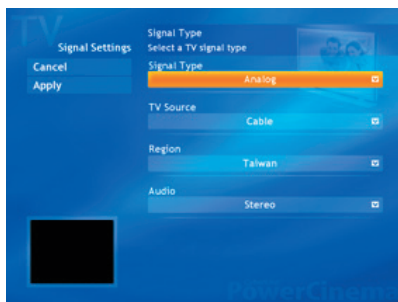 TV
Signal Settings
Cancel
Apply
Signal Type
Select a TV signal type
Signal Type
Analog
TV Source
Cable
Region
Taiwan
Audio
Stereo
PowerCinema